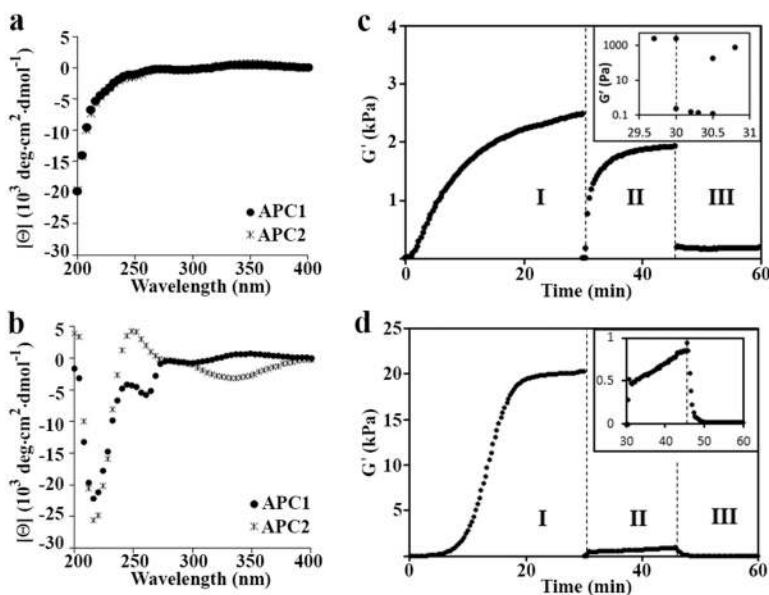 a
5
0
-5
-10
-15
-20
-25
-30
200 250 300 350 400
|Θ| (10³ deg·cm²·dmol⁻¹)
Wavelength (nm)
APC1
APC2
b
5
0
-5
-10
-15
-20
-25
-30
200 250 300 350 400
|Θ| (10³ deg·cm²·dmol⁻¹)
Wavelength (nm)
APC1
APC2
c
4
3
2
1
0 20 40 60
G' (kPa)
Time (min)
I II III
1000
10
0.1
29.5 30 30.5 31
G' (Pa)
d
25
20
15
10
5
0 20 40 60
G' (kPa)
Time (min)
I II III
1
0.5
0
30 40 50 60